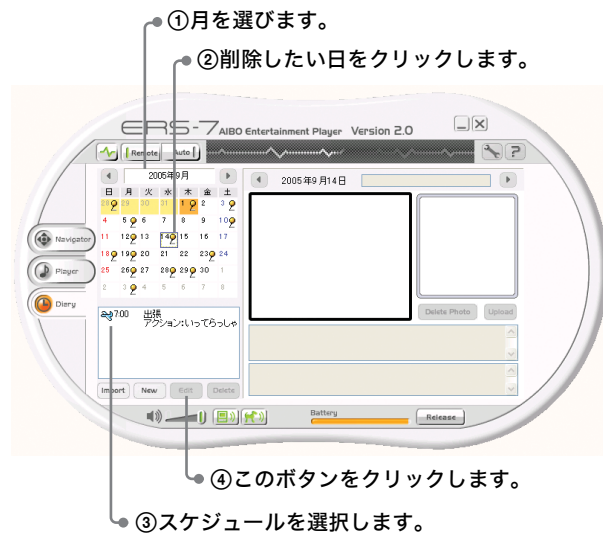 ①月を選びます。
②削除したい日をクリックします。
ERS-7 AIBO Entertainment Player Version 2.0
Remote Auto
2005年9月
2005年9月14日
日 月 火 水 木 金 土
28 29 30 31 1 2 3
4 5 6 7 8 9 10
11 12 13 14 15 16 17
18 19 20 21 22 23 24
25 26 27 28 29 30 1
2 3 4 5 6 7 8
Navigator
Player
Diary
7:00 出張
アクション:いってらっしゃ
Delete Photo Upload
Import New Edit Delete
Battery
Release
④このボタンをクリックします。
③スケジュールを選択します。